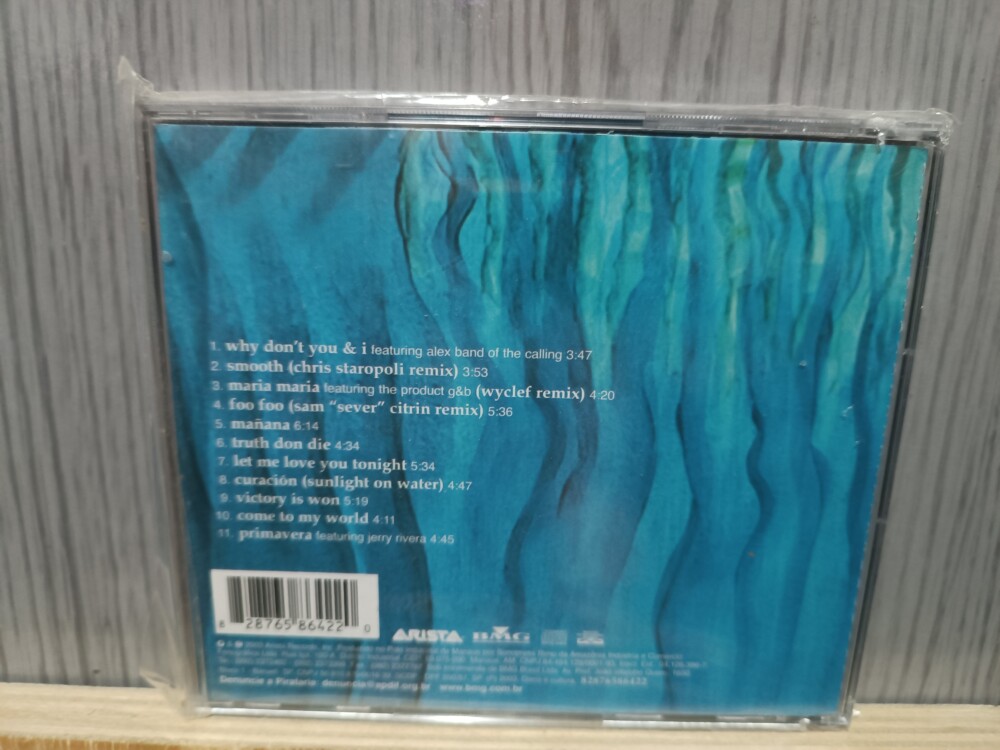 1. why don't you & i featuring alex band of the calling 3:47
2. smooth (chris staropoli remix) 3:53
3. maria maria featuring the product g&b (wyclef remix) 4:20
4. foo foo (sam "sever" citrin remix) 5:36
5. mañana 6:14
6. truth don die 4:34
7. let me love you tonight 5:34
8. curación (sunlight on water) 4:47
9. victory is won 5:19
10. come to my world 4:11
11. primavera featuring jerry rivera 4:45
8 28765 86422 0
ARISTA BMG
Denuncie a Pirataria: denuncia@apdif.org.br www.bmg.com.br